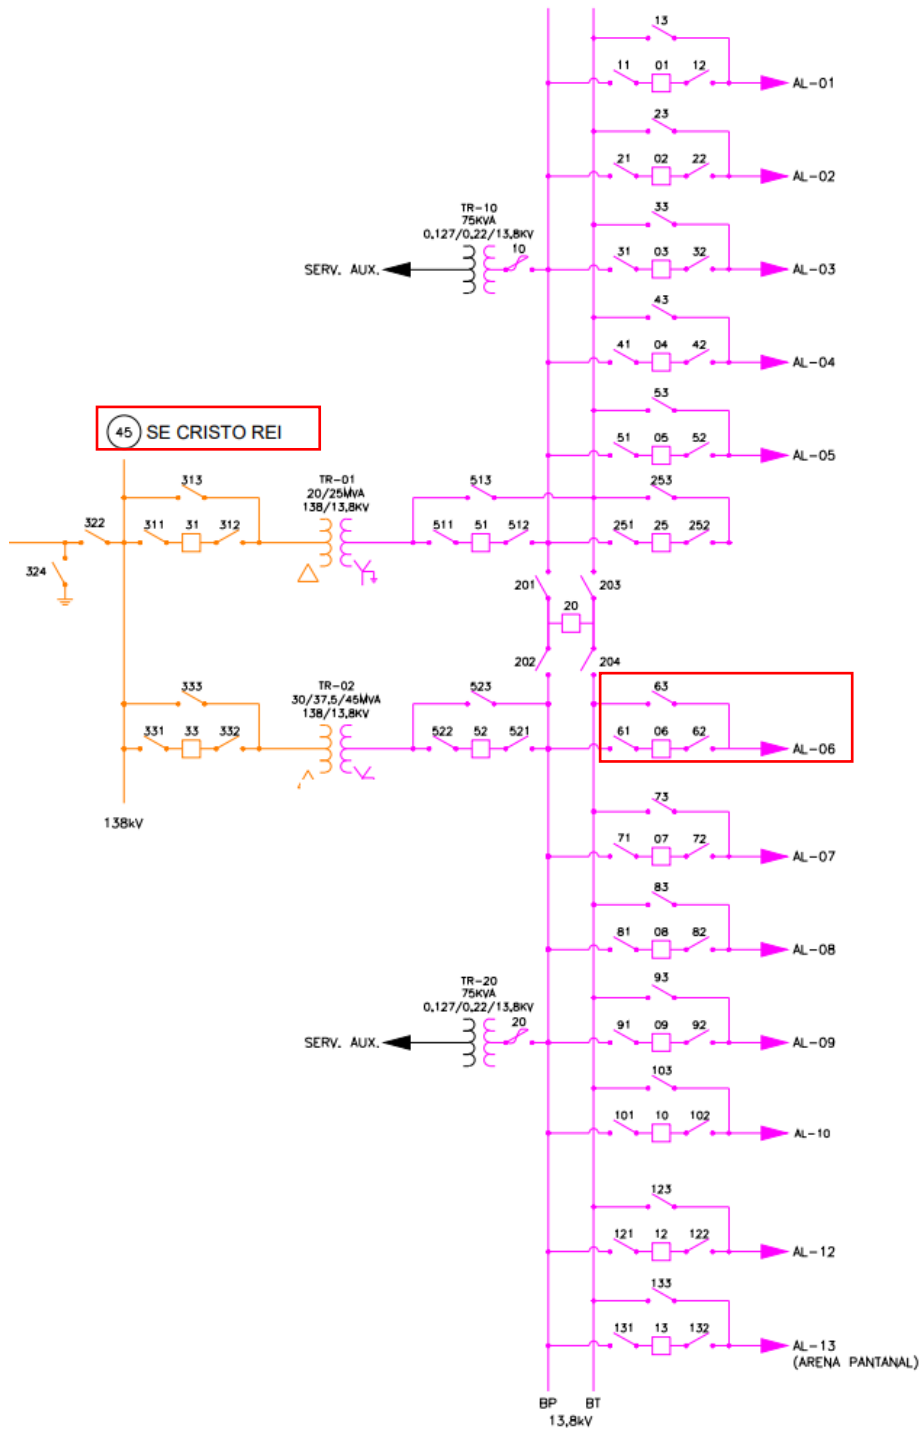 13
11 01 12
AL-01
23
21 02 22
AL-02
TR-10
75KVA
0,127/0,22/13,8KV
10
SERV. AUX.
33
31 03 32
AL-03
43
41 04 42
AL-04
53
51 05 52
AL-05
45 SE CRISTO REI
322
324
313
311 31 312
TR-01
20/25MVA
138/13,8KV
513
511 51 512
253
251 25 252
201 203
20
202 204
333
331 33 332
138kV
TR-02
30/37,5/45MVA
138/13,8KV
523
522 52 521
63
61 06 62
AL-06
73
71 07 72
AL-07
83
81 08 82
AL-08
TR-20
75KVA
0,127/0,22/13,8KV
20
SERV. AUX.
93
91 09 92
AL-09
103
101 10 102
AL-10
123
121 12 122
AL-12
133
131 13 132
AL-13
(ARENA PANTANAL)
BP BT
13,8kV